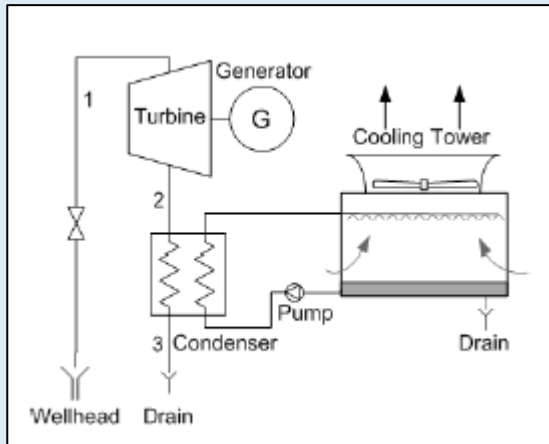 Generator
1
Turbine
G
Cooling Tower
2
Pump
3 Condenser
Drain
Wellhead
Drain